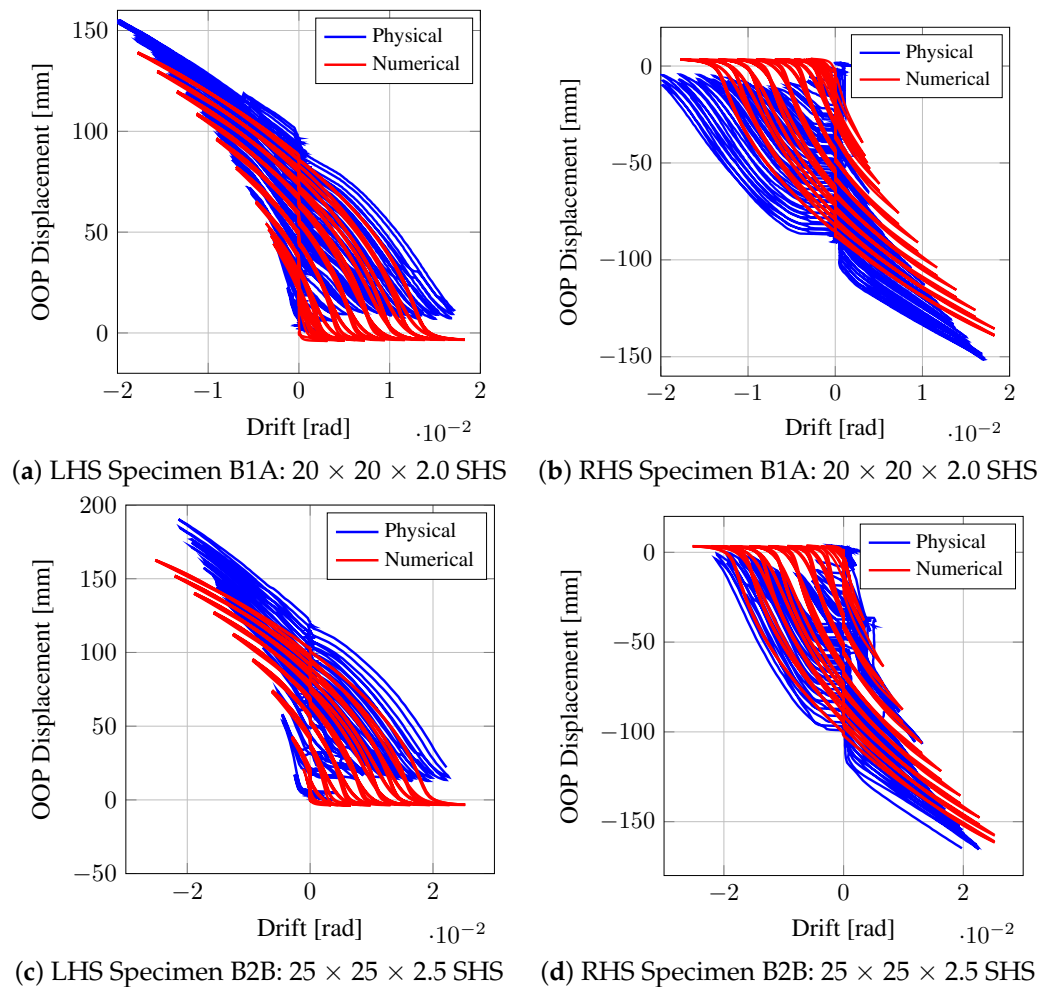 150
100
50
0
OOP Displacement [mm]
Physical
Numerical
−2
−1
0
1
2
Drift [rad]
·10−2
(a) LHS Specimen B1A: 20 × 20 × 2.0 SHS
0
−50
−100
−150
OOP Displacement [mm]
Physical
Numerical
−2
−1
0
1
2
Drift [rad]
·10−2
(b) RHS Specimen B1A: 20 × 20 × 2.0 SHS
200
150
100
50
0
−50
OOP Displacement [mm]
Physical
Numerical
−2
0
2
Drift [rad]
·10−2
(c) LHS Specimen B2B: 25 × 25 × 2.5 SHS
0
−50
−100
−150
OOP Displacement [mm]
Physical
Numerical
−2
0
2
Drift [rad]
·10−2
(d) RHS Specimen B2B: 25 × 25 × 2.5 SHS